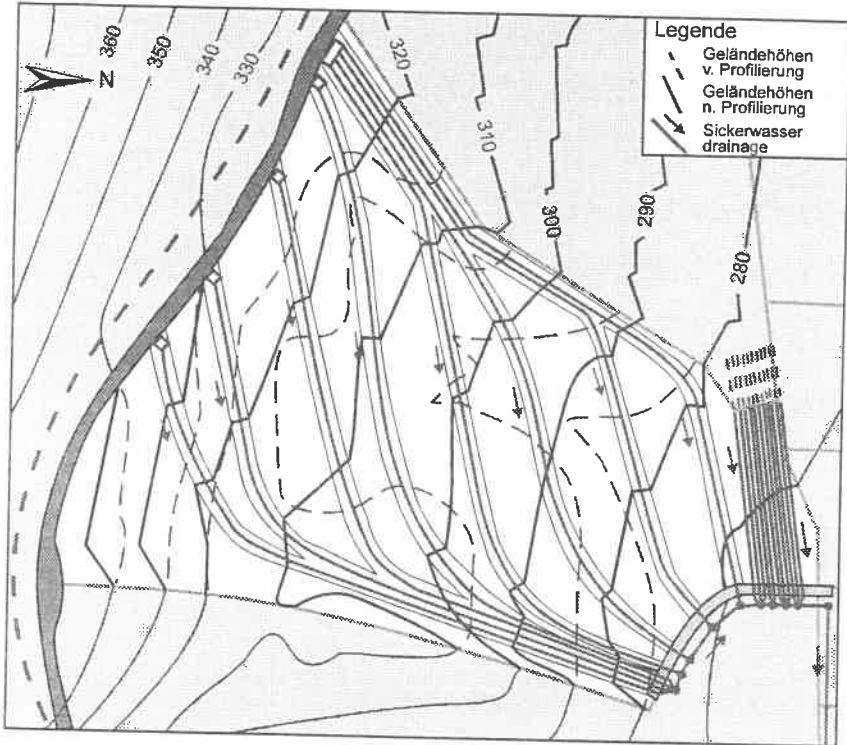 360
350
340
330
N
320
310
300
290
280
Legende
Geländehöhen
v. Profilierung
Geländehöhen
n. Profilierung
Sickerwasser
drainage